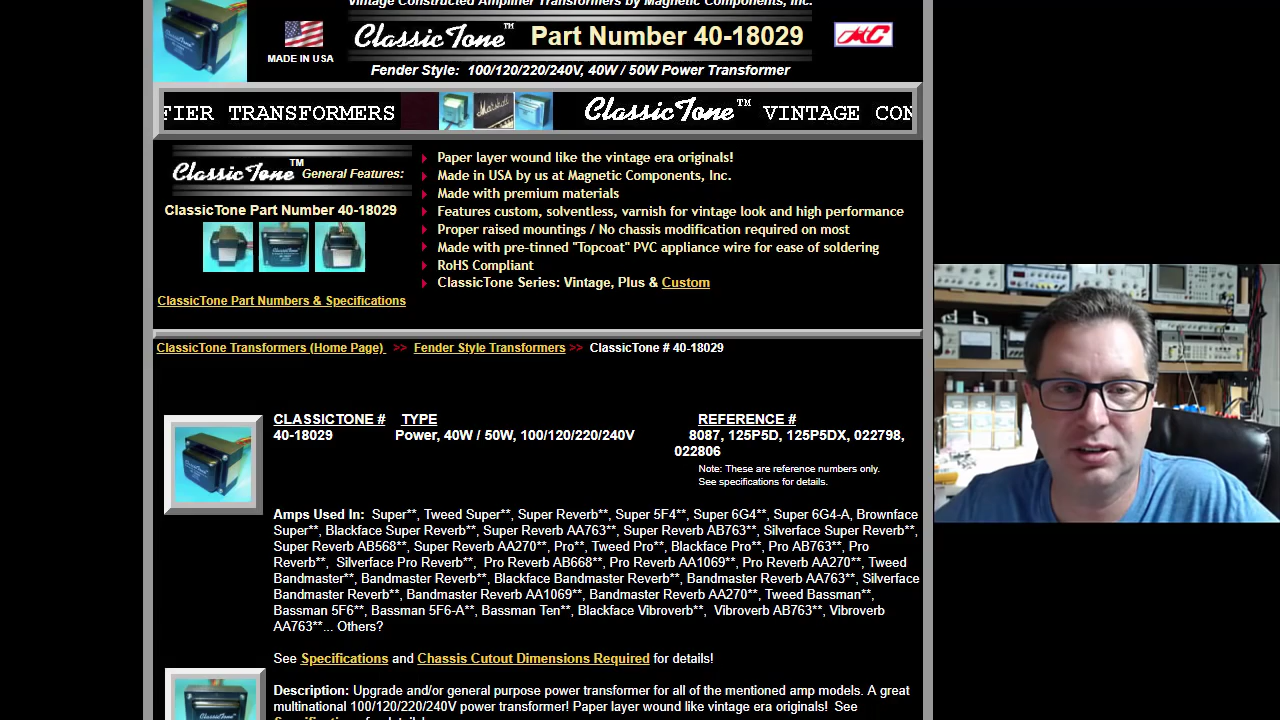 Vintage Constructed Amplifier Transformers by Magnetic Components, Inc.
ClassicTone™ Part Number 40-18029
MADE IN USA
MC
Fender Style: 100/120/220/240V, 40W / 50W Power Transformer
FIER TRANSFORMERS
Marshall
ClassicTone™ VINTAGE CON
ClassicTone™ General Features:
ClassicTone Part Number 40-18029
ClassicTone Part Numbers & Specifications
Paper layer wound like the vintage era originals!
Made in USA by us at Magnetic Components, Inc.
Made with premium materials
Features custom, solventless, varnish for vintage look and high performance
Proper raised mountings / No chassis modification required on most
Made with pre-tinned "Topcoat" PVC appliance wire for ease of soldering
RoHS Compliant
ClassicTone Series: Vintage, Plus & Custom
ClassicTone Transformers (Home Page) >> Fender Style Transformers >> ClassicTone # 40-18029
CLASSICTONE # TYPE REFERENCE #
40-18029 Power, 40W / 50W, 100/120/220/240V 8087, 125P5D, 125P5DX, 022798,
022806
Note: These are reference numbers only.
See specifications for details.
Amps Used In: Super**, Tweed Super**, Super Reverb**, Super 5F4**, Super 6G4**, Super 6G4-A, Brownface
Super**, Blackface Super Reverb**, Super Reverb AA763**, Super Reverb AB763**, Silverface Super Reverb**,
Super Reverb AB568**, Super Reverb AA270**, Pro**, Tweed Pro**, Blackface Pro**, Pro AB763**, Pro
Reverb**, Silverface Pro Reverb**, Pro Reverb AB668**, Pro Reverb AA1069**, Pro Reverb AA270**, Tweed
Bandmaster**, Bandmaster Reverb**, Blackface Bandmaster Reverb**, Bandmaster Reverb AA763**, Silverface
Bandmaster Reverb**, Bandmaster Reverb AA1069**, Bandmaster Reverb AA270**, Tweed Bassman**,
Bassman 5F6**, Bassman 5F6-A**, Bassman Ten**, Blackface Vibroverb**, Vibroverb AB763**, Vibroverb
AA763**... Others?
See Specifications and Chassis Cutout Dimensions Required for details!
Description: Upgrade and/or general purpose power transformer for all of the mentioned amp models. A great
multinational 100/120/220/240V power transformer! Paper layer wound like vintage era originals! See
Specifications for details!